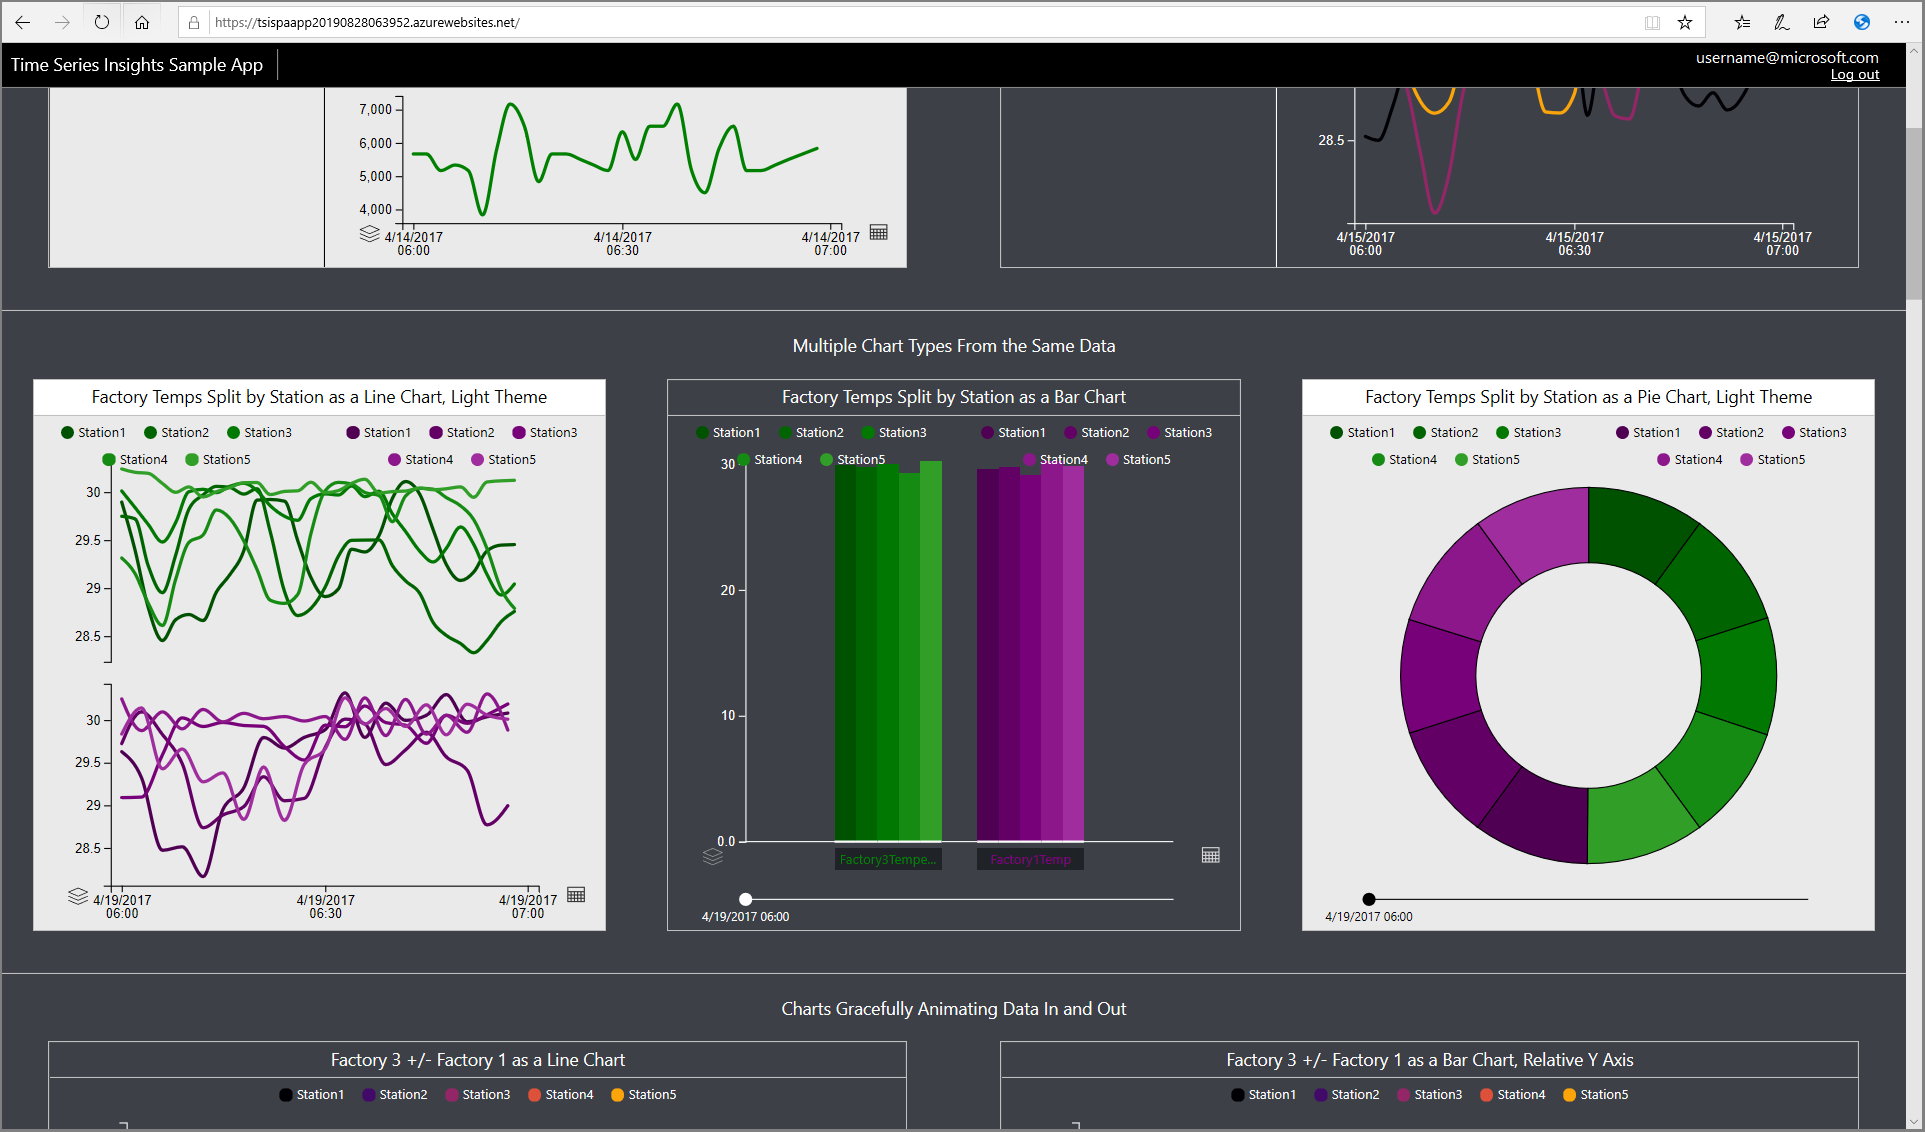 https://tsispaapp20190828063952.azurewebsites.net/
Time Series Insights Sample App
username@microsoft.com
Log out
7,000
6,000
5,000
4,000
4/14/2017 4/14/2017 4/14/2017
06:00 06:30 07:00
28.5
4/15/2017 4/15/2017 4/15/2017
06:00 06:30 07:00
Multiple Chart Types From the Same Data
Factory Temps Split by Station as a Line Chart, Light Theme
Station1 Station2 Station3 Station1 Station2 Station3
Station4 Station5 Station4 Station5
30
29.5
29
28.5
30
29.5
29
28.5
4/19/2017 4/19/2017 4/19/2017
06:00 06:30 07:00
Factory Temps Split by Station as a Bar Chart
Station1 Station2 Station3 Station1 Station2 Station3
Station4 Station5 Station4 Station5
30
20
10
0.0
Factory3Tempe... Factory1Temp
4/19/2017 06:00
Factory Temps Split by Station as a Pie Chart, Light Theme
Station1 Station2 Station3 Station1 Station2 Station3
Station4 Station5 Station4 Station5
4/19/2017 06:00
Charts Gracefully Animating Data In and Out
Factory 3 +/- Factory 1 as a Line Chart
Station1 Station2 Station3 Station4 Station5
Factory 3 +/- Factory 1 as a Bar Chart, Relative Y Axis
Station1 Station2 Station3 Station4 Station5